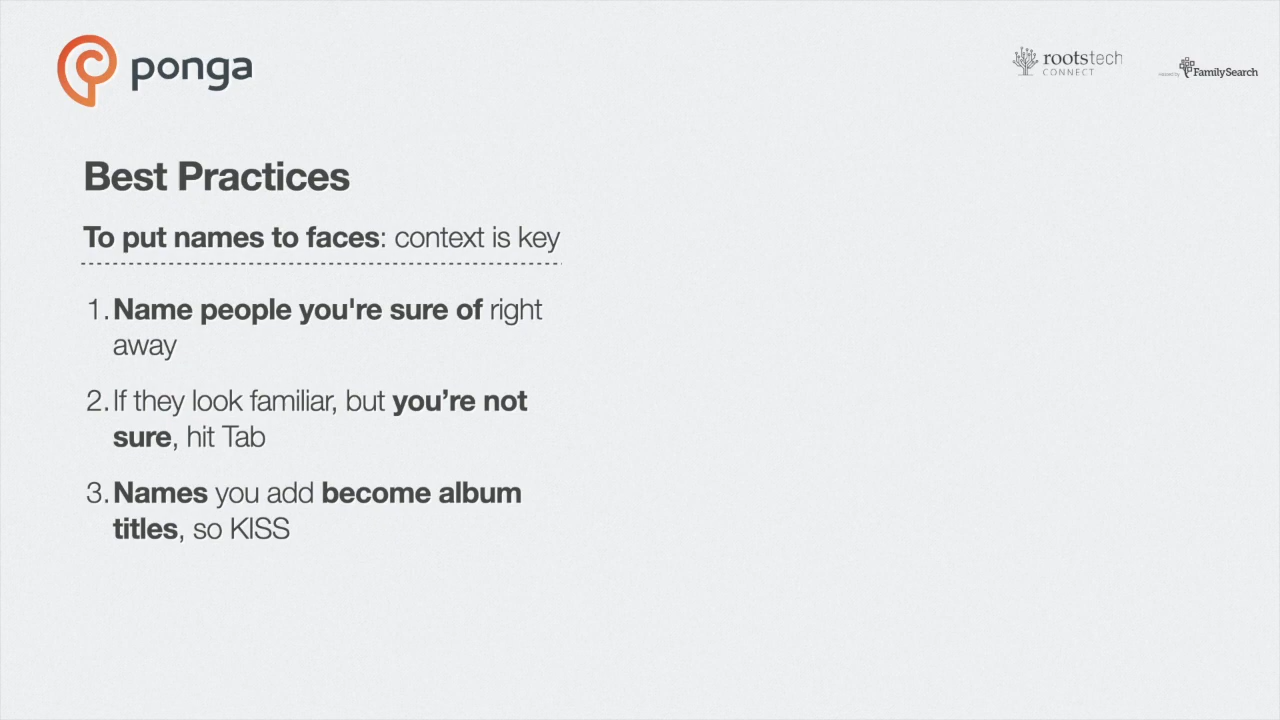 ponga
rootstech
CONNECT
FamilySearch
Best Practices
To put names to faces: context is key
1. Name people you're sure of right
away
2. If they look familiar, but you’re not
sure, hit Tab
3. Names you add become album
titles, so KISS